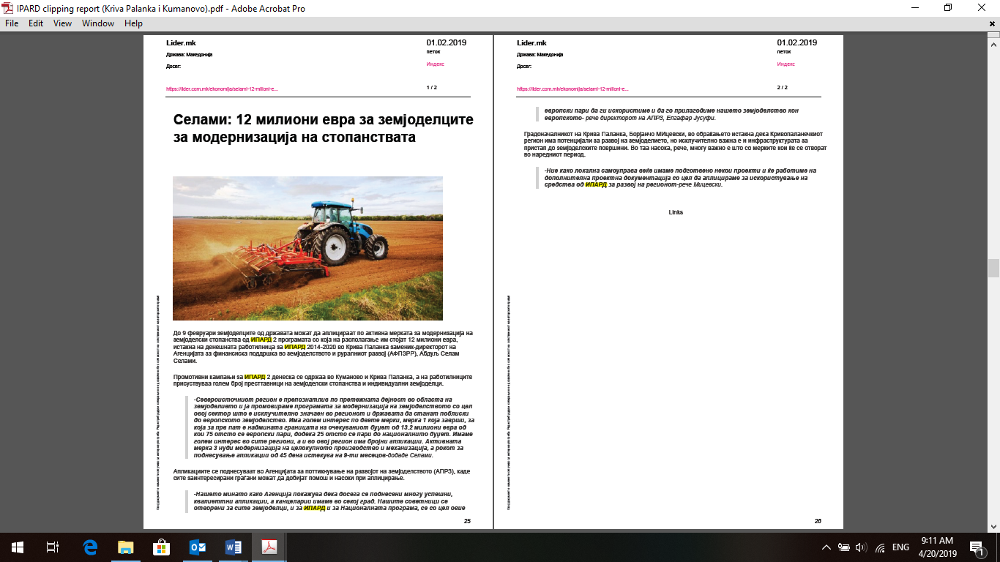 IPARD clipping report (Kriva Palanka i Kumanovo).pdf - Adobe Acrobat Pro
File Edit View Window Help
Lider.mk
01.02.2019
Држава: Македонија
петок
Досег:
Индекс
https://lider.com.mk/ekonomija/selami-12-milioni-e...
1 / 2
Селами: 12 милиони евра за земјоделците
за модернизација на стопанствата
До 9 февруари земјоделците од државата можат да аплицираат по активна мерката за модернизација на
земјоделски стопанства од ИПАРД 2 програмата со која на располагање им стојат 12 милиони евра,
истакна на денешната работилница за ИПАРД 2014-2020 во Крива Паланка заменик-директорот на
Агенцијата за финансиска поддршка во земјоделството и руралниот развој (АФПЗРР), Абдуљ Селам
Селами.
Промотивни кампањи за ИПАРД 2 денеска се одржаа во Куманово и Крива Паланка, а на работилниците
присуствуваа голем број престтавници на земјоделски стопанства и индивидуални земјоделци.
-Североисточниот регион е препознатлив по претежната дејност во областа на
земјоделието и ја промовираме програмата за модернизација на земјоделството со цел
овој сектор што е исклучително значаен во регионот и државата да станат поблиски
до европското земјоделство. Има голем интерес по двете мерки, мерка 1 која заврши, за
која за прв пат е надмината границата на очекуваниот буџет од 13.2 милиони евра од
кои 75 отсто се европски пари, додека 25 отсто се пари до националнито буџет. Имаме
голем интерес во сите региони, а и во овој регион има бројни апликации. Активната
мерка 3 нуди модернизација на целокупното производство и механизација, а рокот за
поднесување апликации од 45 дена истекува на 9-ти месецов-додаде Селами.
Апликациите се поднесуваат во Агенцијата за поттикнување на развојот на земјоделството (АПРЗ), каде
сите заинтересирани граѓани можат да добијат помош и насоки при аплицирање.
-Нашето минато како Агенција покажува дека досега се поднесени многу успешни,
квалиеттни апликации, а канцеларии имаме во секој град. Нашите советници се
отворени за сите земјоделци, и за ИПАРД и за Националната програма, се со цел овие
25
Lider.mk
01.02.2019
Држава: Македонија
петок
Досег:
Индекс
https://lider.com.mk/ekonomija/selami-12-milioni-e...
2 / 2
европски пари да ги искористиме и да го прилагодиме нашето земјоделство кон
европското- рече директорот на АПРЗ, Елгафар Јусуфи.
Градоначалникот на Крива Паланка, Борјанчо МИцевски, во обраќањето истакна дека Кривопаланечкиот
регион има потенцијали за развој на земјоделието, но исклучително важна е и инфраструктурата за
пристап до земјоделските површини. Во таа насока, рече, многу важно е што со мерките кои ќе се отворат
во наредниот период.
-Ние како локална самоуправа веќе имаме подготвено некои проекти и ќе работиме на
дополнителна проектна документација со цел да аплицираме за искористување на
средства од ИПАРД за развој на регионот-рече Мицевски.
Links
26
ENG
9:11 AM
4/20/2019
1